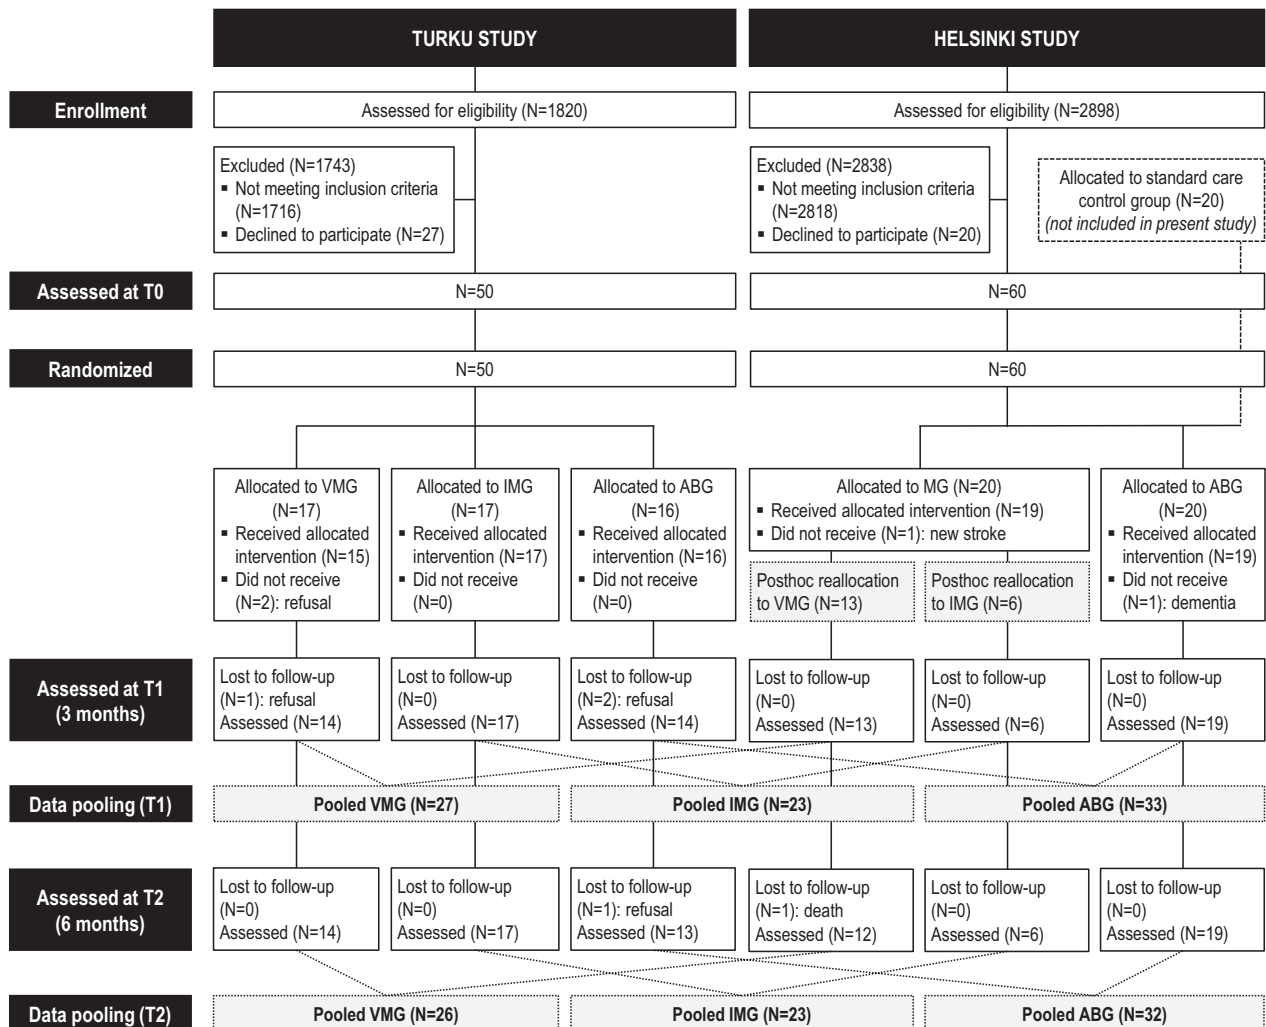 TURKU STUDY
HELSINKI STUDY
Enrollment
Assessed for eligibility (N=1820)
Assessed for eligibility (N=2898)
Excluded (N=1743)
▪ Not meeting inclusion criteria
(N=1716)
▪ Declined to participate (N=27)
Excluded (N=2838)
▪ Not meeting inclusion criteria
(N=2818)
▪ Declined to participate (N=20)
Allocated to standard care
control group (N=20)
(not included in present study)
Assessed at T0
N=50
N=60
Randomized
N=50
N=60
Allocated to VMG
(N=17)
▪ Received allocated
intervention (N=15)
▪ Did not receive
(N=2): refusal
Allocated to IMG
(N=17)
▪ Received allocated
intervention (N=17)
▪ Did not receive
(N=0)
Allocated to ABG
(N=16)
▪ Received allocated
intervention (N=16)
▪ Did not receive
(N=0)
Allocated to MG (N=20)
▪ Received allocated intervention (N=19)
▪ Did not receive (N=1): new stroke
Posthoc reallocation
to VMG (N=13)
Posthoc reallocation
to IMG (N=6)
Allocated to ABG
(N=20)
▪ Received allocated
intervention (N=19)
▪ Did not receive
(N=1): dementia
Assessed at T1
(3 months)
Lost to follow-up
(N=1): refusal
Assessed (N=14)
Lost to follow-up
(N=0)
Assessed (N=17)
Lost to follow-up
(N=2): refusal
Assessed (N=14)
Lost to follow-up
(N=0)
Assessed (N=13)
Lost to follow-up
(N=0)
Assessed (N=6)
Lost to follow-up
(N=0)
Assessed (N=19)
Data pooling (T1)
Pooled VMG (N=27)
Pooled IMG (N=23)
Pooled ABG (N=33)
Assessed at T2
(6 months)
Lost to follow-up
(N=0)
Assessed (N=14)
Lost to follow-up
(N=0)
Assessed (N=17)
Lost to follow-up
(N=1): refusal
Assessed (N=13)
Lost to follow-up
(N=1): death
Assessed (N=12)
Lost to follow-up
(N=0)
Assessed (N=6)
Lost to follow-up
(N=0)
Assessed (N=19)
Data pooling (T2)
Pooled VMG (N=26)
Pooled IMG (N=23)
Pooled ABG (N=32)